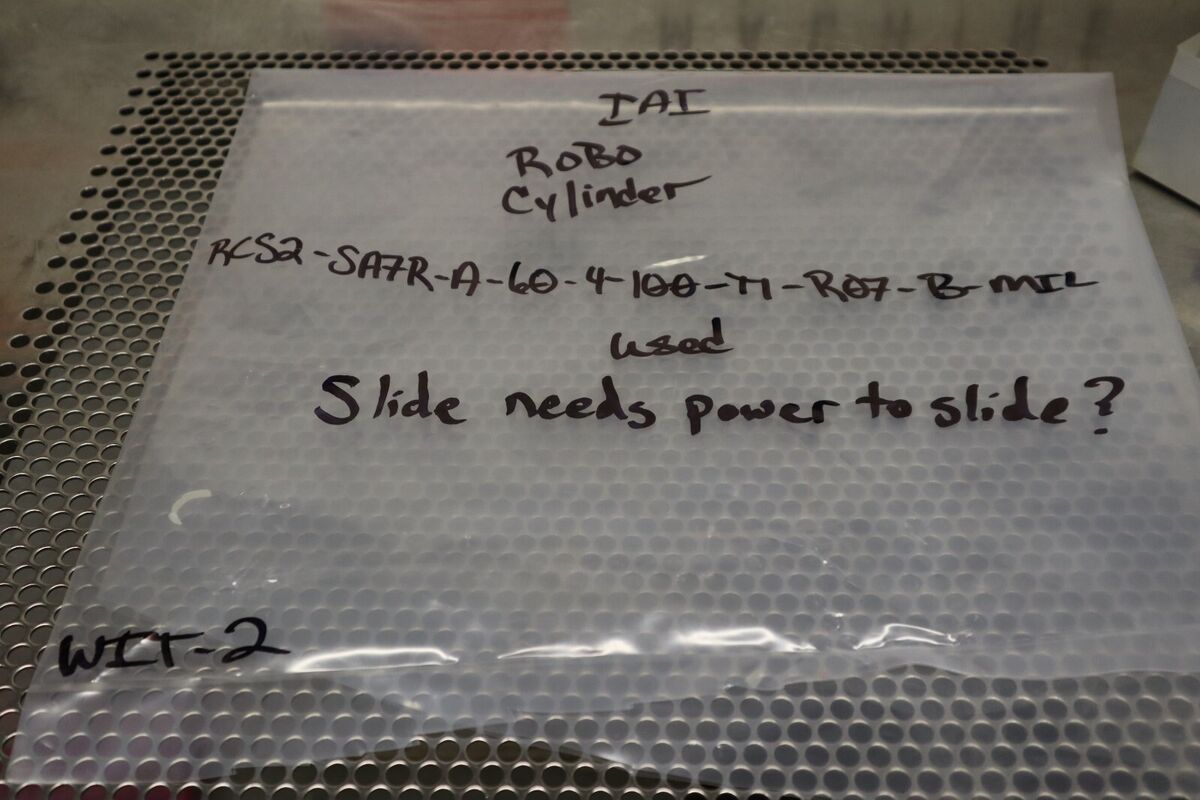 IAI
ROBO
Cylinder
RCS2-SA7R-A-60-4-100-T1-R07-B-MIL
used
Slide needs power to slide?
WIT-2